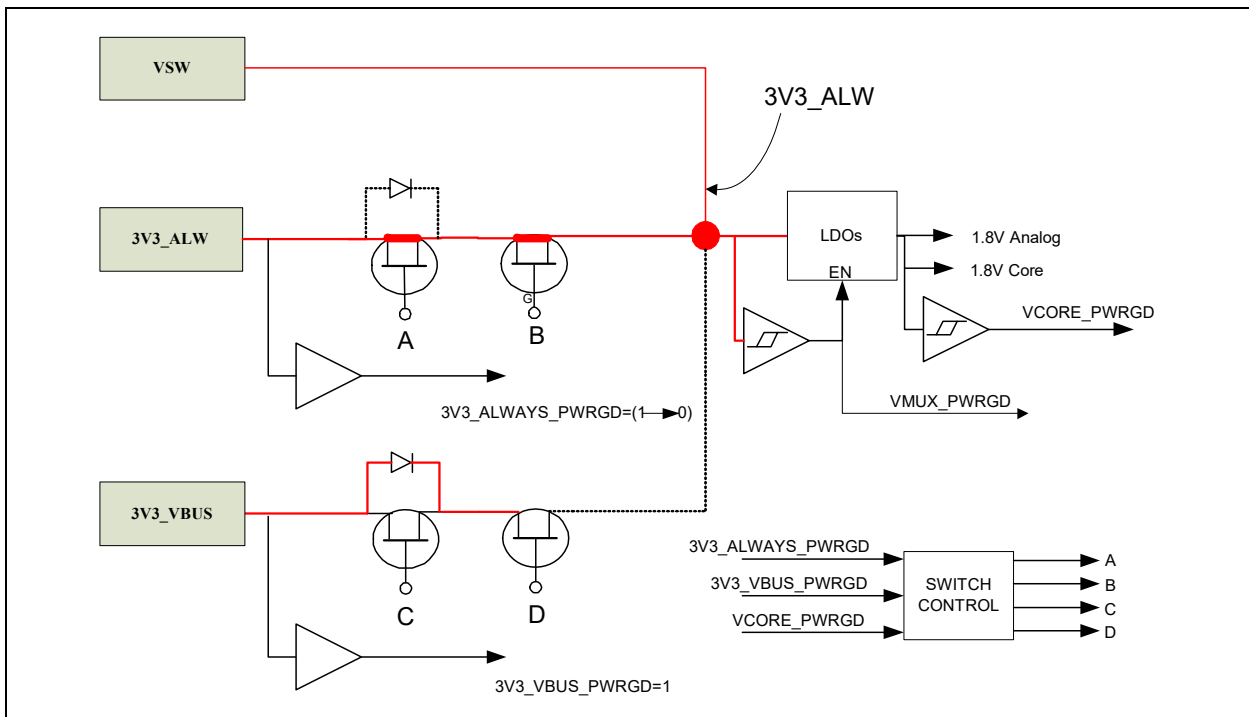 VSW
3V3_ALW
3V3_ALW
LDOs
EN
1.8V Analog
1.8V Core
G
A
B
VCORE_PWRGD
3V3_ALWAYS_PWRGD=(1 0)
VMUX_PWRGD
3V3_VBUS
C
D
3V3_VBUS_PWRGD=1
3V3_ALWAYS_PWRGD
3V3_VBUS_PWRGD
VCORE_PWRGD
SWITCH
CONTROL
A
B
C
D